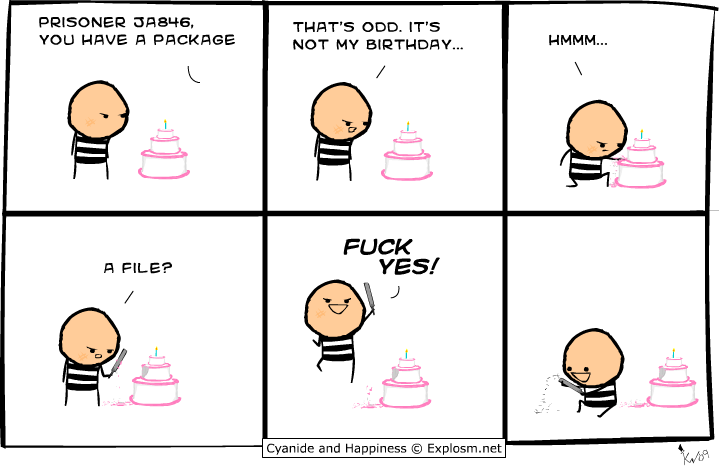 PRISONER JA846,
YOU HAVE A PACKAGE
THAT'S ODD. IT'S
NOT MY BIRTHDAY...
HMMM...
A FILE?
FUCK
YES!
Cyanide and Happiness © Explosm.net